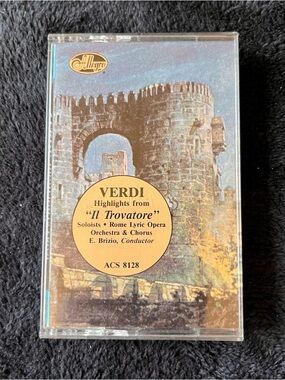 Allegro
VERDI
Highlights from
"Il Trovatore"
Soloists • Rome Lyric Opera
Orchestra & Chorus
E. Brizio, Conductor
ACS 8128